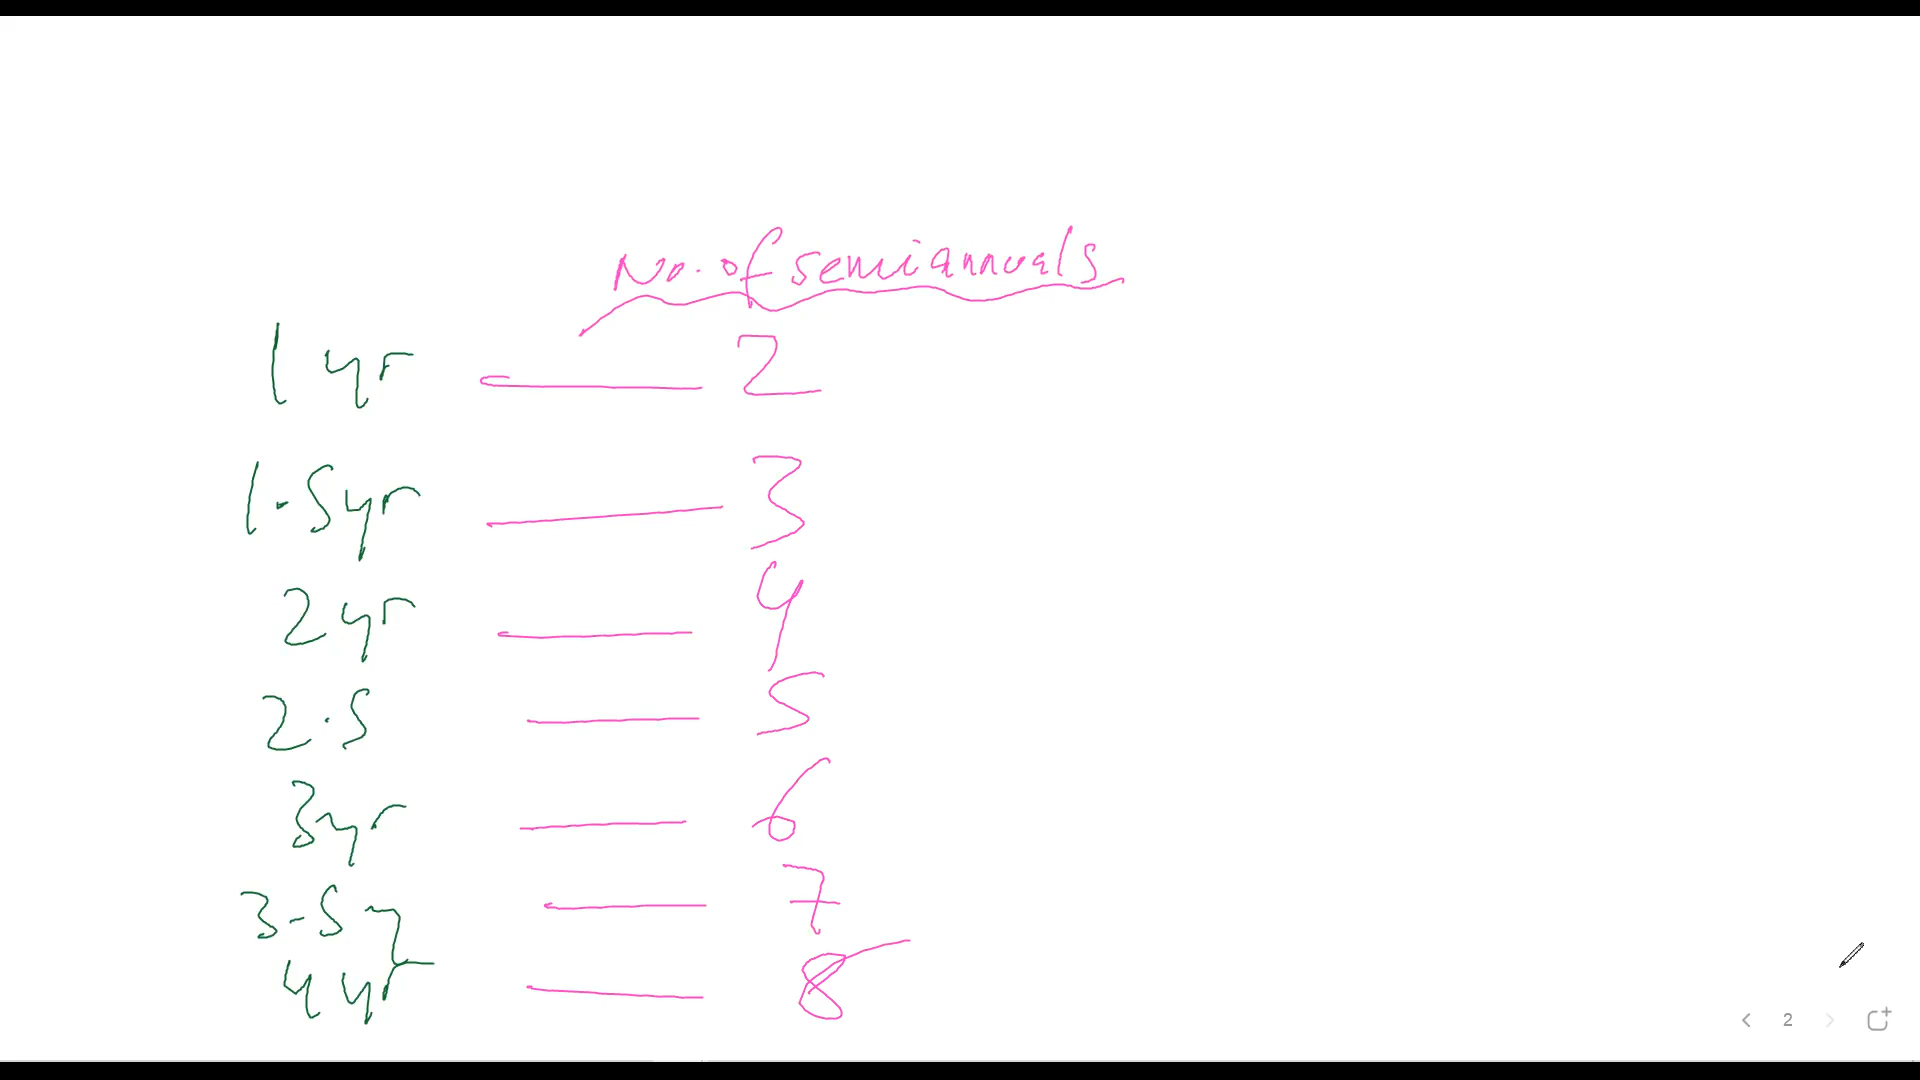 No. of semiannuals
1 yr — 2
1.5 yr — 3
2 yr — 4
2.5 — 5
3 yr — 6
3.5 y — 7
4 yr — 8
2